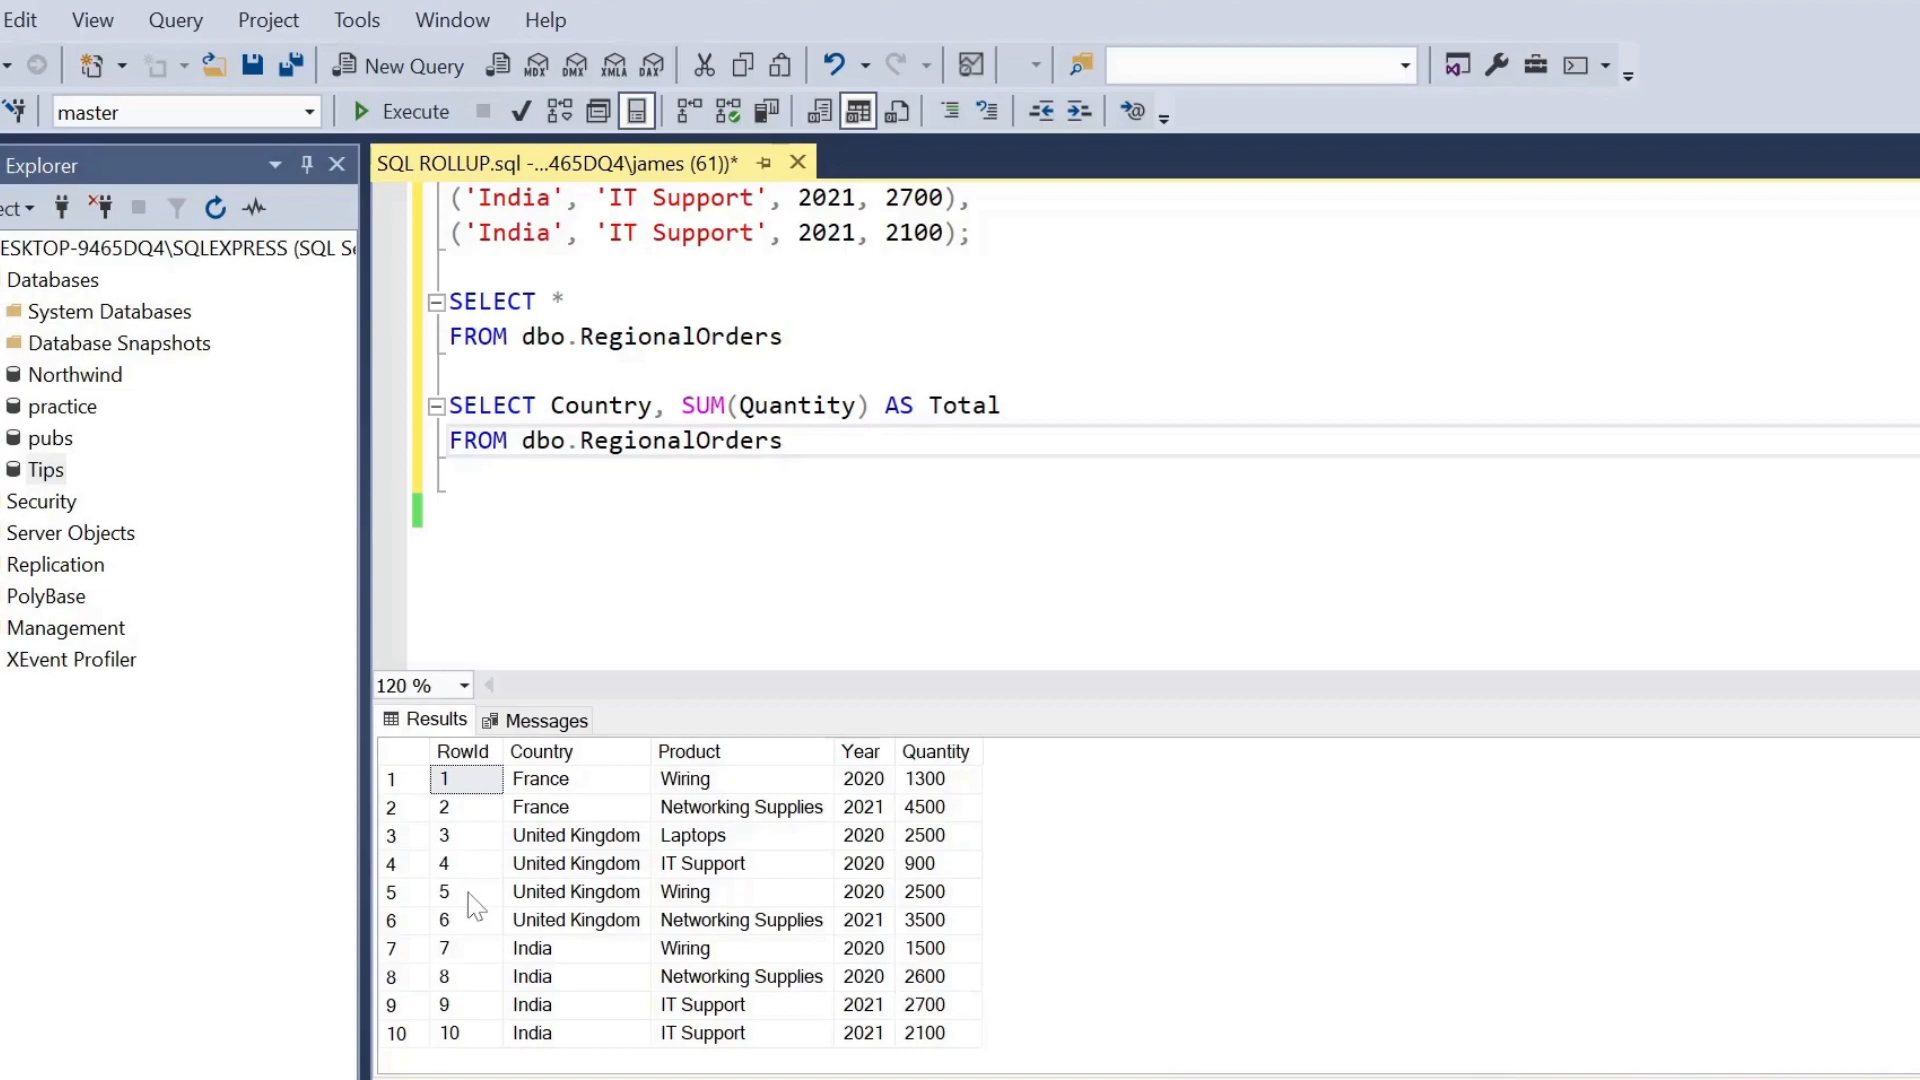 Edit View Query Project Tools Window Help
New Query MDX DMX XMLA DAX
master Execute
Explorer
SQL ROLLUP.sql -...465DQ4\james (61))*
ect
ESKTOP-9465DQ4\SQLEXPRESS (SQL Se
Databases
System Databases
Database Snapshots
Northwind
practice
pubs
Tips
Security
Server Objects
Replication
PolyBase
Management
XEvent Profiler
('India', 'IT Support', 2021, 2700),
('India', 'IT Support', 2021, 2100);
SELECT *
FROM dbo.RegionalOrders
SELECT Country, SUM(Quantity) AS Total
FROM dbo.RegionalOrders
120 %
Results Messages
RowId Country Product Year Quantity
1 1 France Wiring 2020 1300
2 2 France Networking Supplies 2021 4500
3 3 United Kingdom Laptops 2020 2500
4 4 United Kingdom IT Support 2020 900
5 5 United Kingdom Wiring 2020 2500
6 6 United Kingdom Networking Supplies 2021 3500
7 7 India Wiring 2020 1500
8 8 India Networking Supplies 2020 2600
9 9 India IT Support 2021 2700
10 10 India IT Support 2021 2100